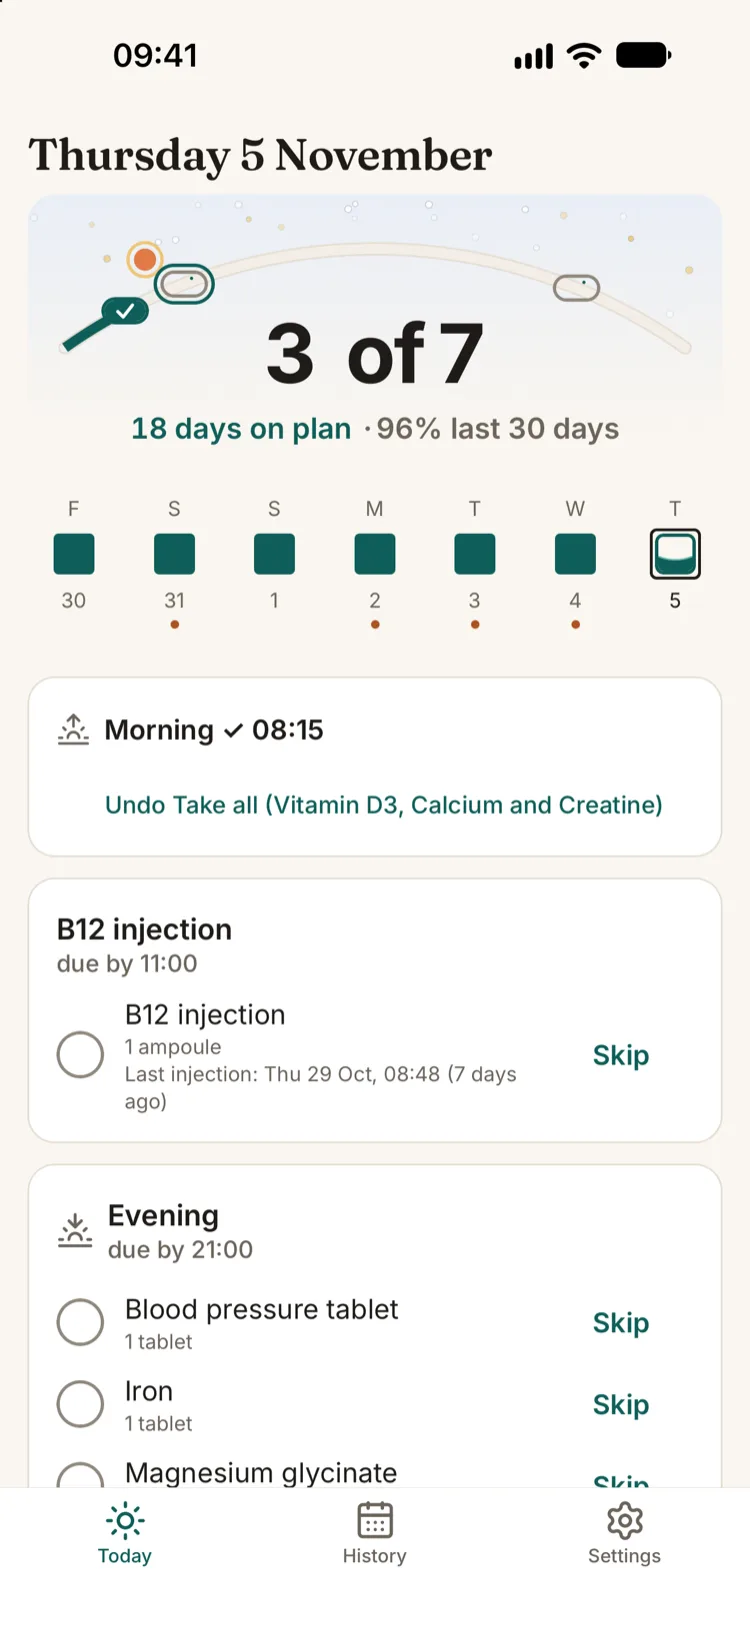 09:41
Thursday 5 November
3 of 7
18 days on plan · 96% last 30 days
F S S M T W T
30 31 1 2 3 4 5
Morning ✓ 08:15
Undo Take all (Vitamin D3, Calcium and Creatine)
B12 injection
due by 11:00
B12 injection
1 ampoule
Last injection: Thu 29 Oct, 08:48 (7 days
ago)
Skip
Evening
due by 21:00
Blood pressure tablet
1 tablet
Skip
Iron
1 tablet
Skip
Magnesium glycinate
Skip
Today History Settings